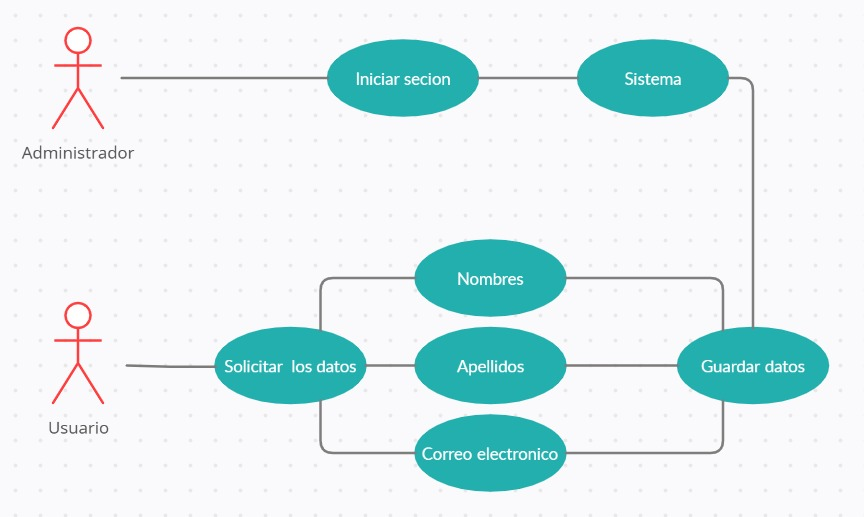 Iniciar secion
Sistema
Administrador
Nombres
Solicitar  los datos
Apellidos
Guardar datos
Usuario
Correo electronico